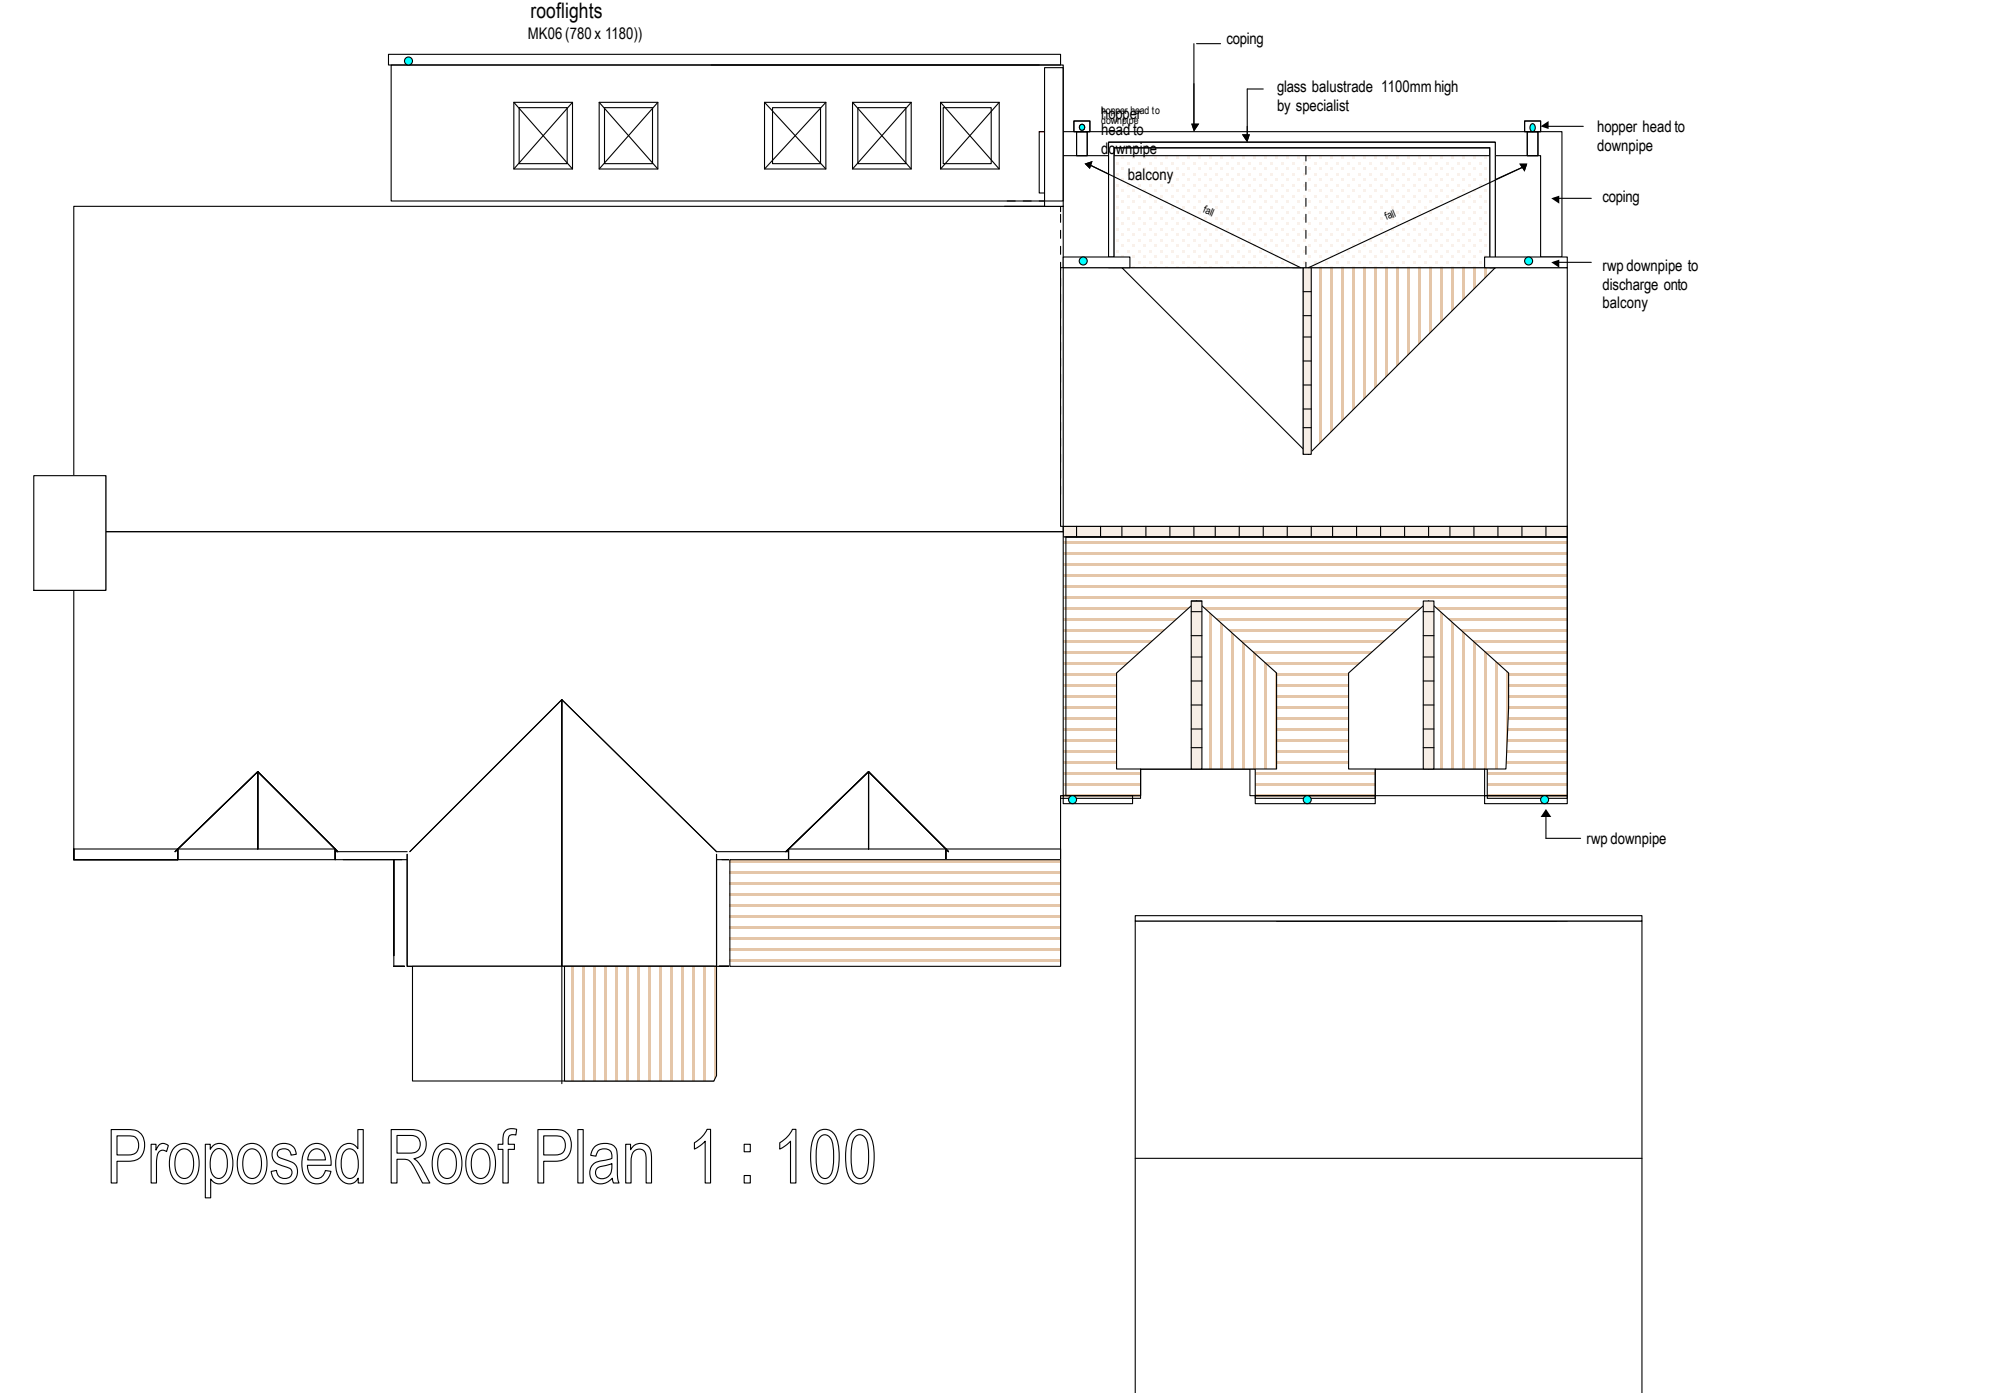 rooflights
MK06 (780 x 1180))
coping
glass balustrade 1100mm high
by specialist
hopper head to
downpipe
hopper
head to
downpipe
hopper head to
downpipe
balcony
coping
fall
fall
rwp downpipe to
discharge onto
balcony
rwp downpipe
Proposed Roof Plan 1 : 100